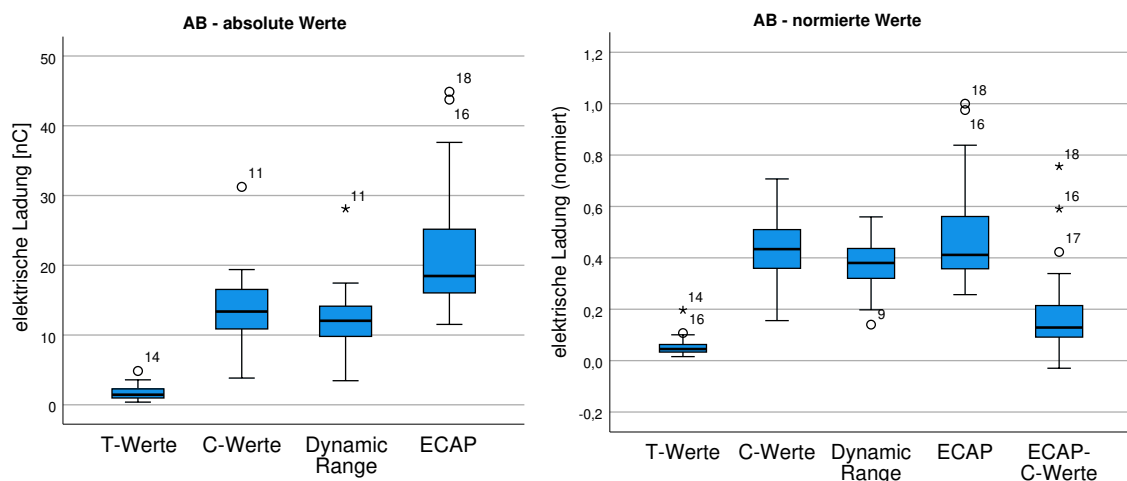 AB - absolute Werte
elektrische Ladung [nC]
50
40
30
20
10
0
14
11
11
18
16
T-Werte
C-Werte
Dynamic
Range
ECAP
AB - normierte Werte
elektrische Ladung (normiert)
1,2
1,0
0,8
0,6
0,4
0,2
0,0
-0,2
14
16
9
18
16
18
16
17
T-Werte
C-Werte
Dynamic
Range
ECAP
ECAP-
C-Werte